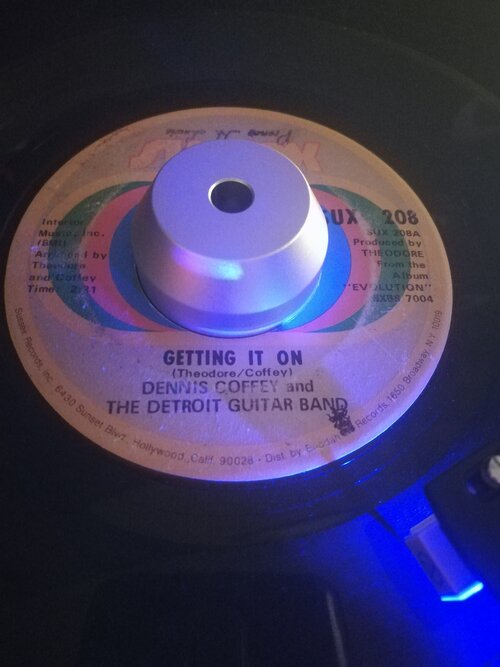 SUX 208
Interior
Music, Inc.
(BMI)
Arranged by
Theodore
and Coffey
Time: 2:31
SUX 208A
Produced by
THEODORE
From the
Album
"EVOLUTION"
SXBS 7004
GETTING IT ON
(Theodore/Coffey)
DENNIS COFFEY and
THE DETROIT GUITAR BAND
Sussex Records, Inc. 6430 Sunset Blvd., Hollywood, Calif. 90028 · Dist. by Buddah Records, 1650 Broadway, N.Y. 10019